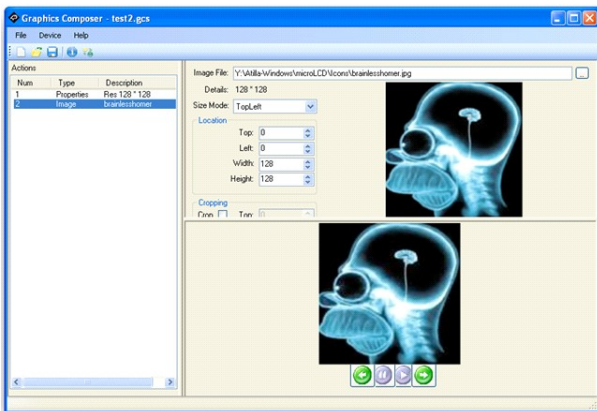 Graphics Composer - test2.gcs
File Device Help
Actions
Num Type Description
1 Properties Res 128 * 128
2 Image brainlesshomer
Image File: Y:\Atilla-Windows\microLCD\Icons\brainlesshomer.jpg ...
Details: 128 * 128
Size Mode: TopLeft
Location
Top: 0
Left: 0
Width: 128
Height: 128
Cropping
Crop Top: 0